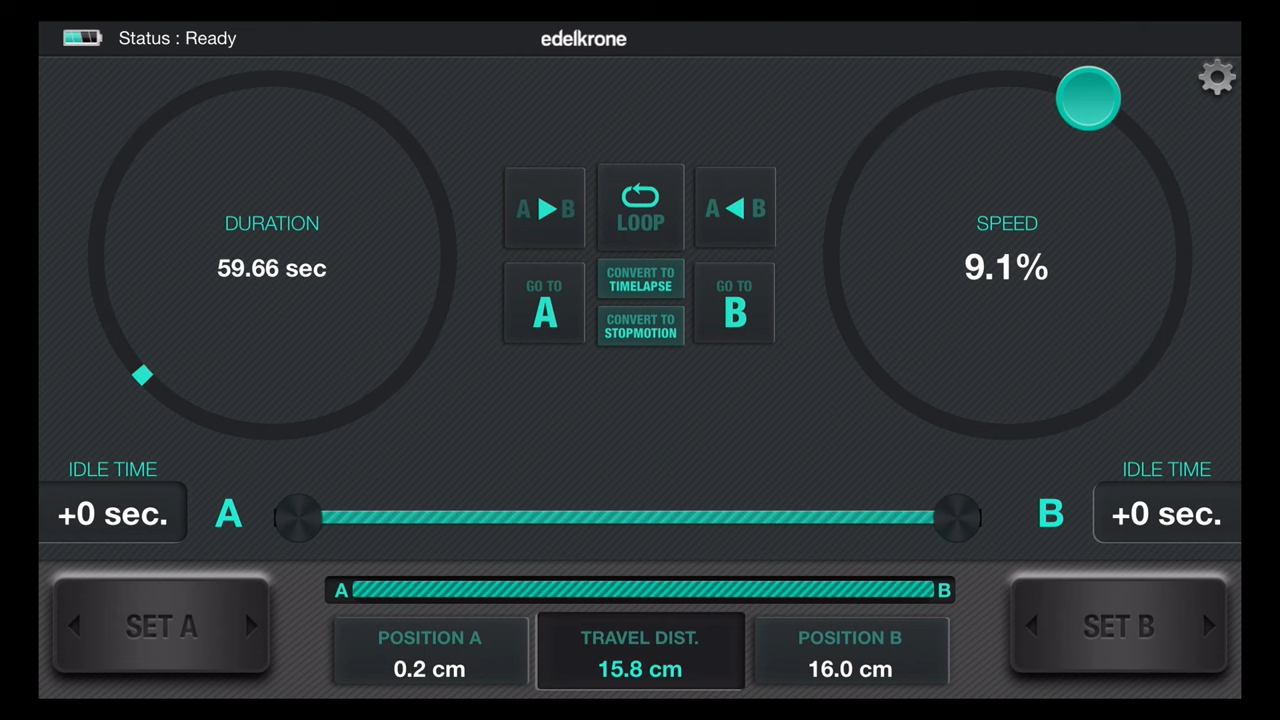 Status : Ready
edelkrone
DURATION
59.66 sec
A B
LOOP
A B
SPEED
9.1%
GO TO
A
CONVERT TO
TIMELAPSE
CONVERT TO
STOPMOTION
GO TO
B
IDLE TIME
+0 sec.
A
B
IDLE TIME
+0 sec.
A
B
SET A
POSITION A
0.2 cm
TRAVEL DIST.
15.8 cm
POSITION B
16.0 cm
SET B